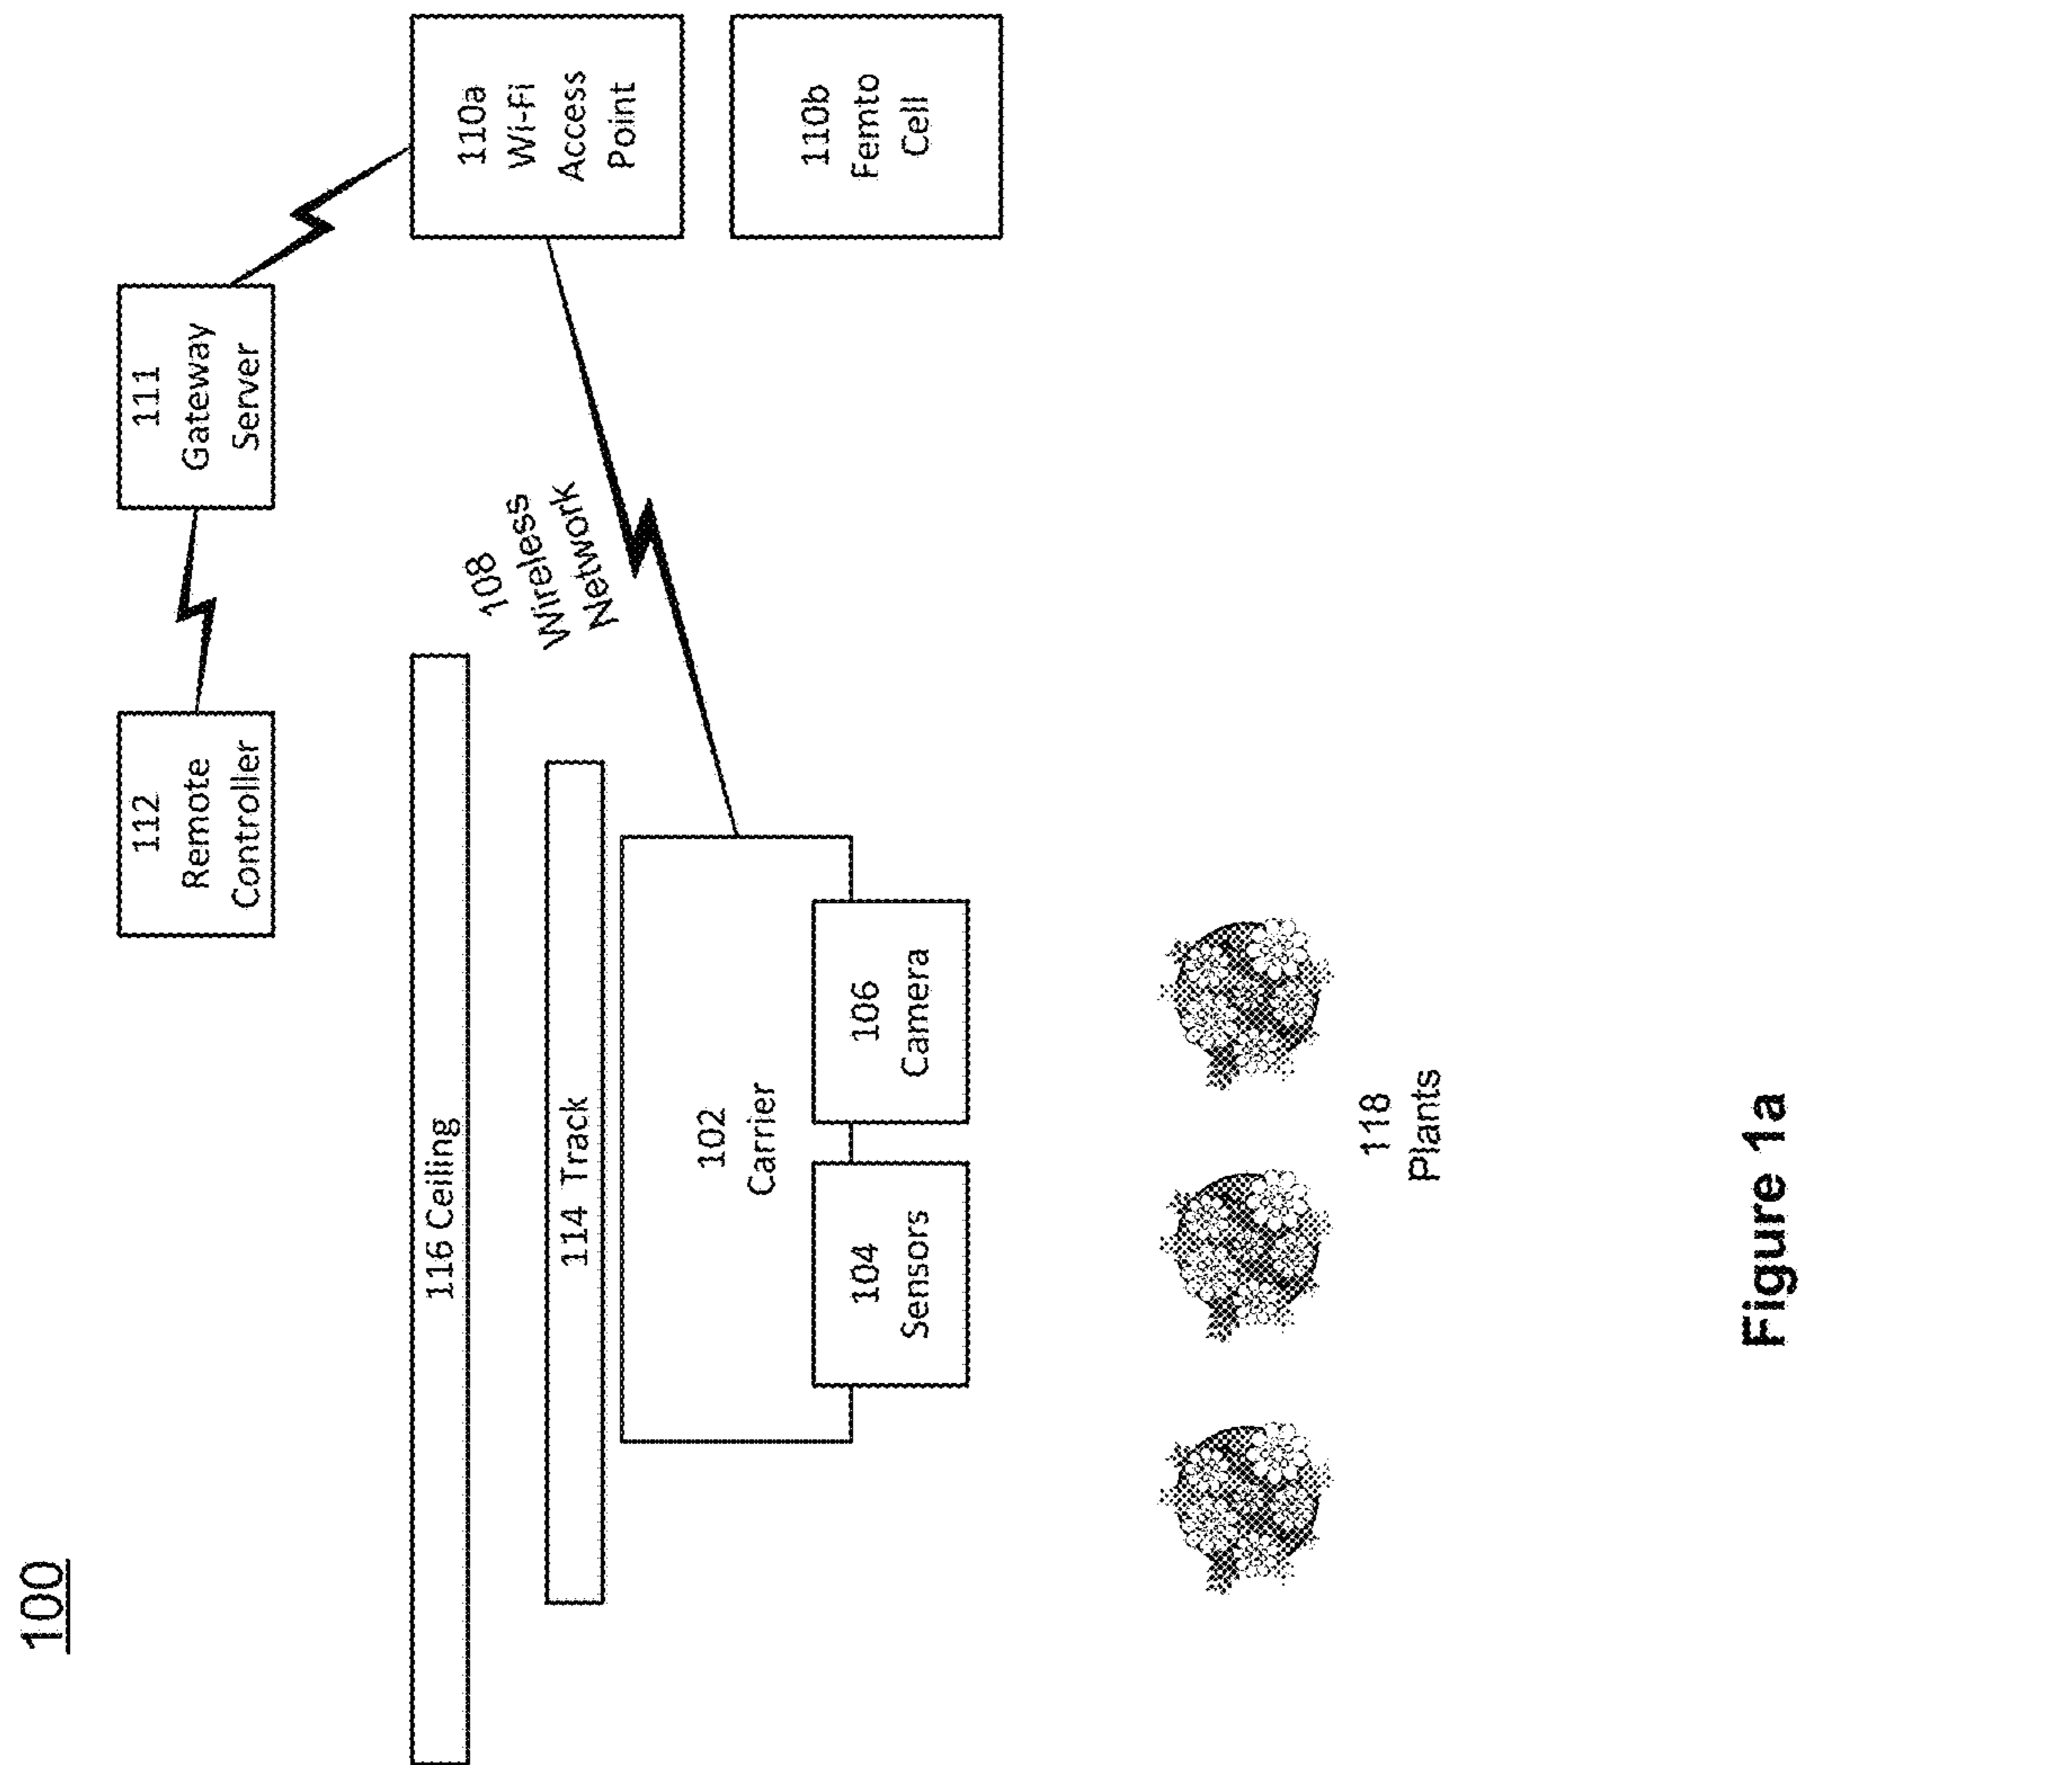 100
112
Remote
Controller
111
Gateway
Server
116 Ceiling
108
Wireless
Network
110a
Wi-Fi
Access
Point
114 Track
102
Carrier
104
Sensors
106
Camera
110b
Femto
Cell
118
Plants
Figure 1a